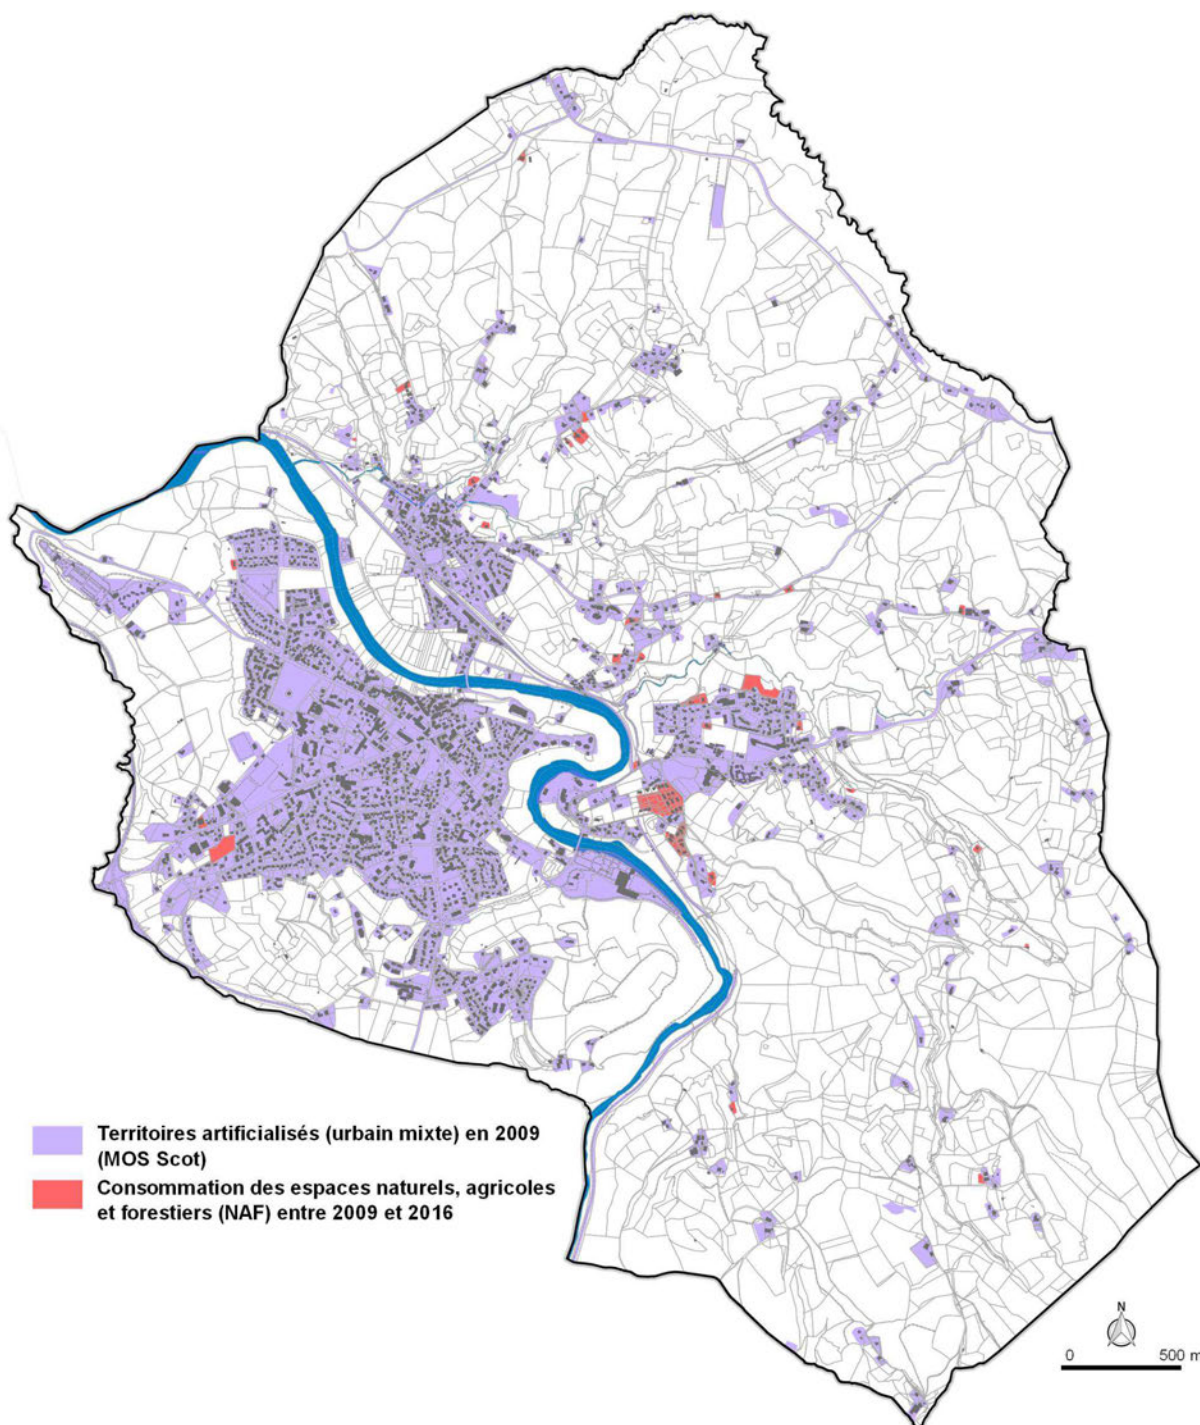 Territoires artificialisés (urbain mixte) en 2009
(MOS Scot)
Consommation des espaces naturels, agricoles
et forestiers (NAF) entre 2009 et 2016
N
0 500 m